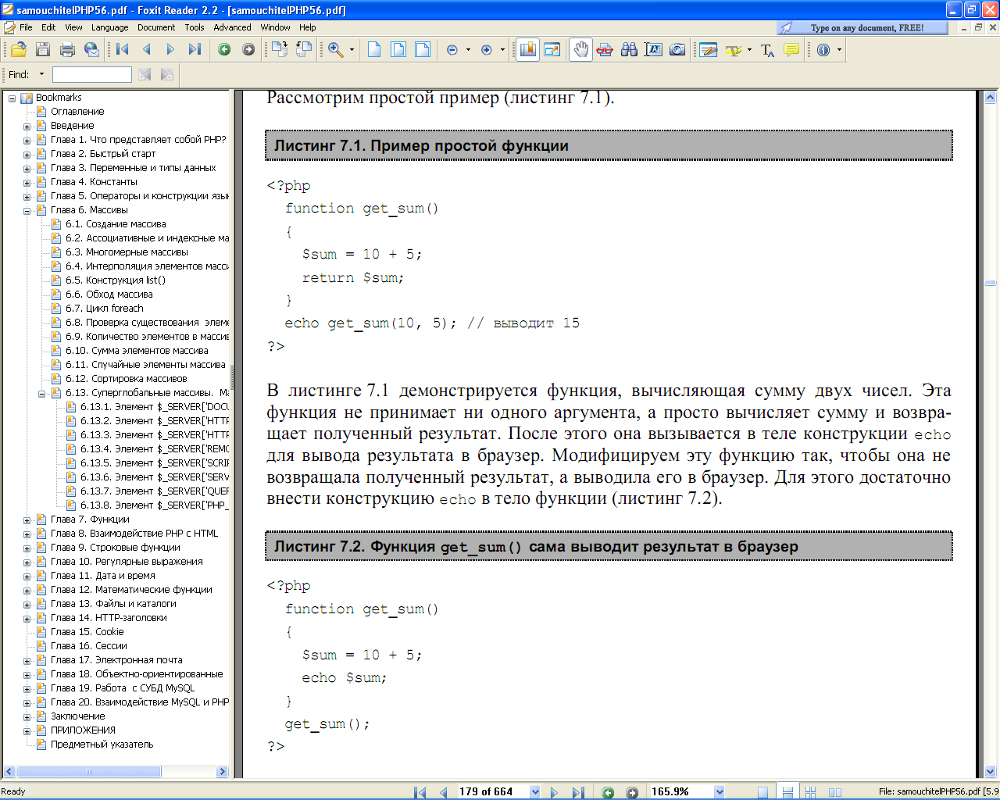 samouchitelPHP56.pdf - Foxit Reader 2.2 - [samouchitelPHP56.pdf]
File Edit View Language Document Tools Advanced Window Help
Type on any document, FREE!
Find:
Bookmarks
Оглавление
Введение
Глава 1. Что представляет собой PHP?
Глава 2. Быстрый старт
Глава 3. Переменные и типы данных
Глава 4. Константы
Глава 5. Операторы и конструкции язы
Глава 6. Массивы
6.1. Создание массива
6.2. Ассоциативные и индексные ма
6.3. Многомерные массивы
6.4. Интерполяция элементов масси
6.5. Конструкция list()
6.6. Обход массива
6.7. Цикл foreach
6.8. Проверка существования элеме
6.9. Количество элементов в массив
6.10. Сумма элементов массива
6.11. Случайные элементы массива
6.12. Сортировка массивов
6.13. Суперглобальные массивы. Ма
6.13.1. Элемент $_SERVER['DOCU
6.13.2. Элемент $_SERVER['HTTP
6.13.3. Элемент $_SERVER['HTTP
6.13.4. Элемент $_SERVER['REMO
6.13.5. Элемент $_SERVER['SCRIP
6.13.6. Элемент $_SERVER['SERV
6.13.7. Элемент $_SERVER['QUER
6.13.8. Элемент $_SERVER['PHP_
Глава 7. Функции
Глава 8. Взаимодействие PHP с HTML
Глава 9. Строковые функции
Глава 10. Регулярные выражения
Глава 11. Дата и время
Глава 12. Математические функции
Глава 13. Файлы и каталоги
Глава 14. HTTP-заголовки
Глава 15. Cookie
Глава 16. Сессии
Глава 17. Электронная почта
Глава 18. Объектно-ориентированные
Глава 19. Работа с СУБД MySQL
Глава 20. Взаимодействие MySQL и PHP
Заключение
ПРИЛОЖЕНИЯ
Предметный указатель
Рассмотрим простой пример (листинг 7.1).
Листинг 7.1. Пример простой функции
<?php
function get_sum()
{
$sum = 10 + 5;
return $sum;
}
echo get_sum(10, 5); // выводит 15
?>
В листинге 7.1 демонстрируется функция, вычисляющая сумму двух чисел. Эта
функция не принимает ни одного аргумента, а просто вычисляет сумму и возвра-
щает полученный результат. После этого она вызывается в теле конструкции echo
для вывода результата в браузер. Модифицируем эту функцию так, чтобы она не
возвращала полученный результат, а выводила его в браузер. Для этого достаточно
внести конструкцию echo в тело функции (листинг 7.2).
Листинг 7.2. Функция get_sum() сама выводит результат в браузер
<?php
function get_sum()
{
$sum = 10 + 5;
echo $sum;
}
get_sum();
?>
Ready 179 of 664 165.9% File: samouchitelPHP56.pdf [5.9